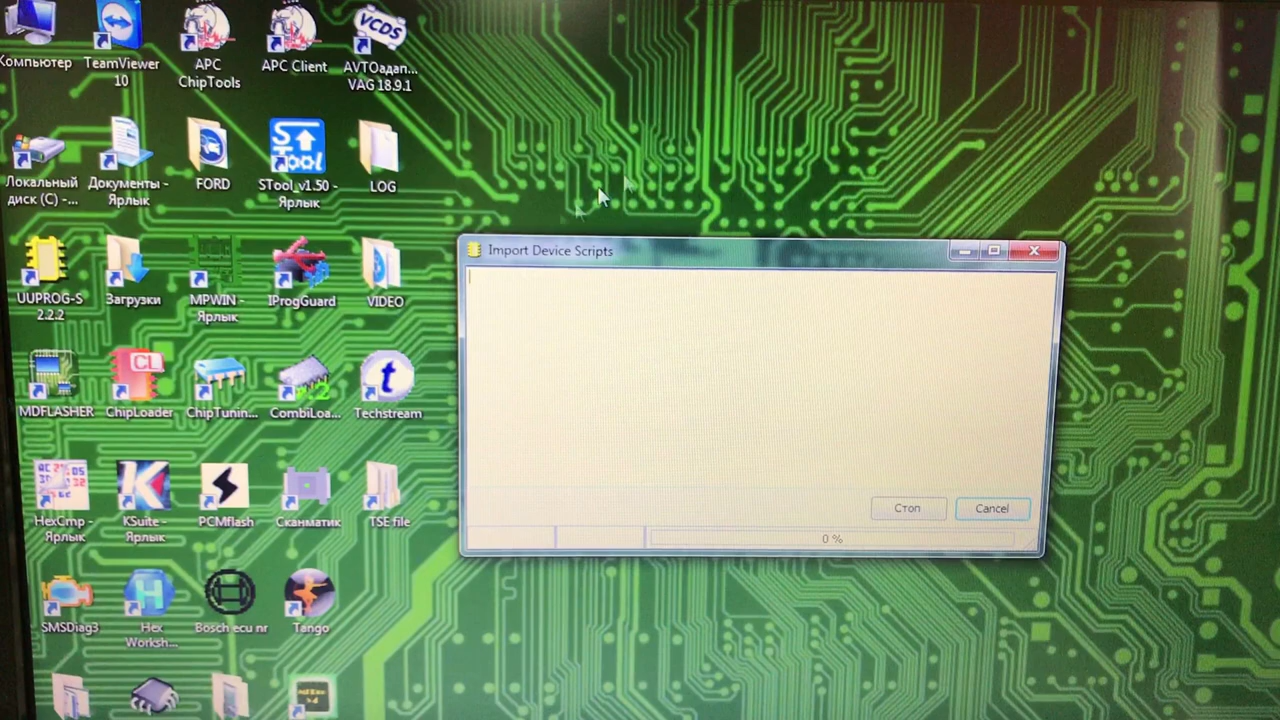 Компьютер
TeamViewer
10
APC
ChipTools
APC Client
VCDS
AVTOадап...
VAG 18.9.1
Локальный
диск (C) -...
Документы -
Ярлык
FORD
S
Tool
STool_v1.50 -
Ярлык
LOG
UUPROG-S
2.2.2
Загрузки
MPWIN -
Ярлык
IProgGuard
VIDEO
Import Device Scripts
MDFLASHER
CL
ChipLoader
ChipTunin...
v.2
CombiLoa...
t
Techstream
HexCmp -
Ярлык
K
KSuite -
Ярлык
PCMflash
Сканматик
TSE file
Стоп
Cancel
0 %
SMSDiag3
H
Hex
Worksh...
Bosch ecu nr
Tango